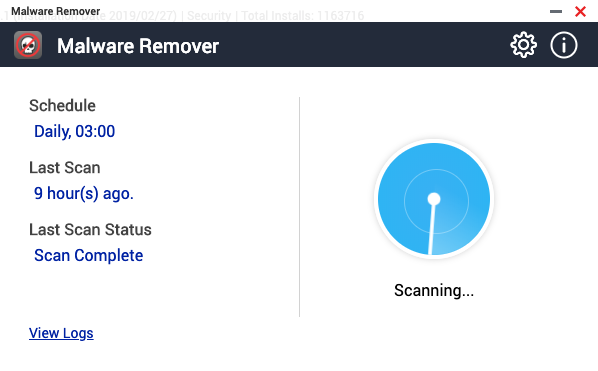 Malware Remover
date 2019/02/27) | Security | Total Installs: 1163716
Malware Remover
Schedule
Daily, 03:00
Last Scan
9 hour(s) ago.
Last Scan Status
Scan Complete
Scanning...
View Logs